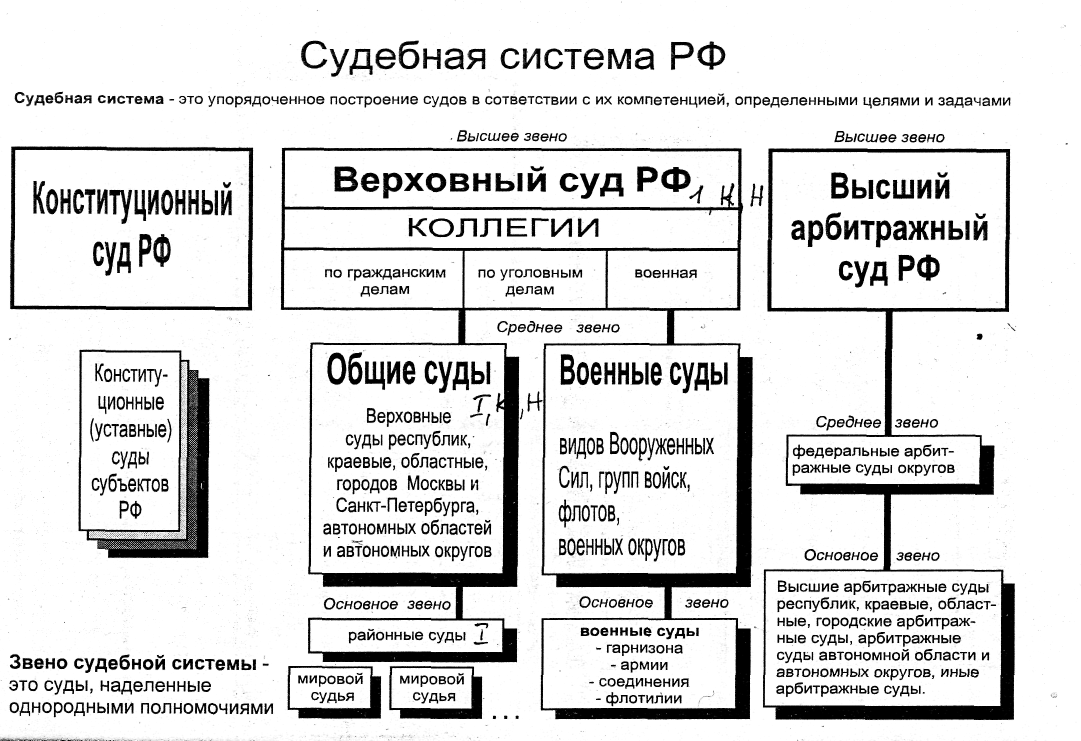 Судебная система РФ
Судебная система - это упорядоченное построение судов в сответствии с их компетенцией, определенными целями и задачами
Конституционный
суд РФ
Конститу-
ционные
(уставные)
суды
субъектов
РФ
Высшее звено
Верховный суд РФ 1, К, Н
КОЛЛЕГИИ
по гражданским
делам
по уголовным
делам
военная
Среднее звено
Общие суды
I, К, Н
Верховные
суды республик,
краевые, областные,
городов Москвы и
Санкт-Петербурга,
автономных областей
и автономных округов
Военные суды
видов Вооруженных
Сил, групп войск,
флотов,
военных округов
Основное звено
районные суды I
мировой
судья
мировой
судья
...
Основное звено
военные суды
- гарнизона
- армии
- соединения
- флотилии
Высшее звено
Высший
арбитражный
суд РФ
Среднее звено
федеральные арбит-
ражные суды округов
Основное звено
Высшие арбитражные суды
республик, краевые, област-
ные, городские арбитраж-
ные суды, арбитражные
суды автономной области и
автономных округов, иные
арбитражные суды.
Звено судебной системы -
это суды, наделенные
однородными полномочиями